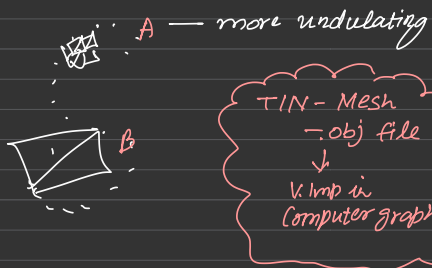 A — more undulating
B
TIN - Mesh
- .obj file
↓
V. Imp in
Computer graph